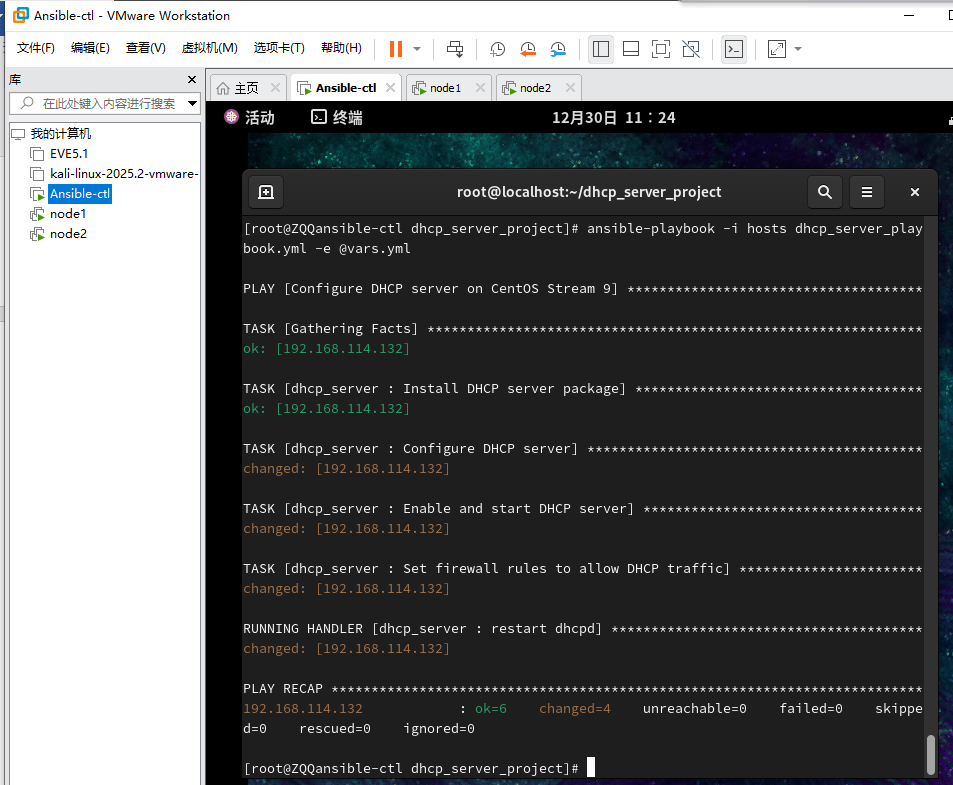 Ansible-ctl - VMware Workstation
文件(F) 编辑(E) 查看(V) 虚拟机(M) 选项卡(T) 帮助(H)
库
在此处键入内容进行搜索
我的计算机
EVE5.1
kali-linux-2025.2-vmware-
Ansible-ctl
node1
node2
主页 Ansible-ctl node1 node2
活动 终端 12月30日 11：24
root@localhost:~/dhcp_server_project
[root@ZQQansible-ctl dhcp_server_project]# ansible-playbook -i hosts dhcp_server_play
book.yml -e @vars.yml
PLAY [Configure DHCP server on CentOS Stream 9] *************************************
TASK [Gathering Facts] **************************************************************
ok: [192.168.114.132]
TASK [dhcp_server : Install DHCP server package] ************************************
ok: [192.168.114.132]
TASK [dhcp_server : Configure DHCP server] ******************************************
changed: [192.168.114.132]
TASK [dhcp_server : Enable and start DHCP server] ***********************************
changed: [192.168.114.132]
TASK [dhcp_server : Set firewall rules to allow DHCP traffic] ***********************
changed: [192.168.114.132]
RUNNING HANDLER [dhcp_server : restart dhcpd] ***************************************
changed: [192.168.114.132]
PLAY RECAP **************************************************************************
192.168.114.132            : ok=6    changed=4    unreachable=0    failed=0    skippe
d=0    rescued=0    ignored=0
[root@ZQQansible-ctl dhcp_server_project]#